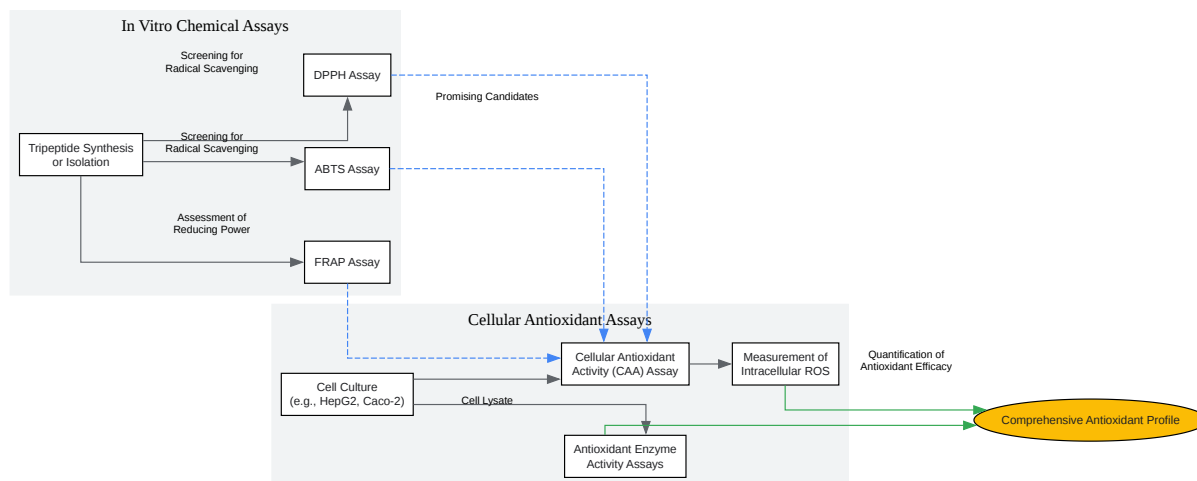 In Vitro Chemical Assays
Screening for
Radical Scavenging
DPPH Assay
Promising Candidates
Tripeptide Synthesis
or Isolation
Screening for
Radical Scavenging
ABTS Assay
Assessment of
Reducing Power
FRAP Assay
Cellular Antioxidant Assays
Cellular Antioxidant
Activity (CAA) Assay
Measurement of
Intracellular ROS
Quantification of
Antioxidant Efficacy
Cell Culture
(e.g., HepG2, Caco-2)
Cell Lysate
Comprehensive Antioxidant Profile
Antioxidant Enzyme
Activity Assays